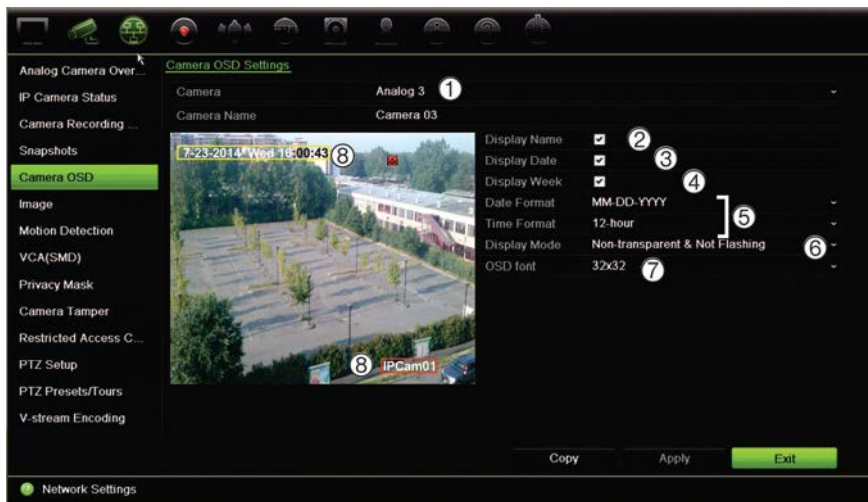 Analog Camera Over...
IP Camera Status
Camera Recording ...
Snapshots
Camera OSD
Image
Motion Detection
VCA(SMD)
Privacy Mask
Camera Tamper
Restricted Access C...
PTZ Setup
PTZ Presets/Tours
V-stream Encoding
Camera OSD Settings
Camera Analog 3 ①
Camera Name Camera 03
7-23-2014 Wed 16:00:43 ⑧
⑧ IPCam01
Display Name ②
Display Date ③
Display Week ④
Date Format MM-DD-YYYY
Time Format 12-hour
⑤
Display Mode Non-transparent & Not Flashing ⑥
OSD font 32x32 ⑦
Copy Apply Exit
? Network Settings